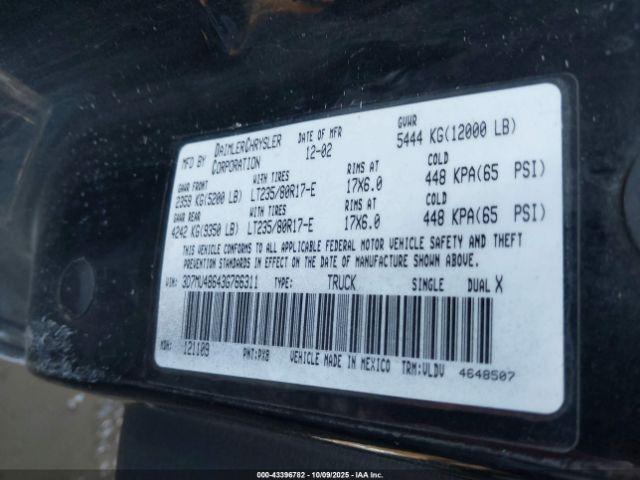 MFD BY DAIMLERCHRYSLER CORPORATION DATE OF MFR 12-02 GVWR 5444 KG(12000 LB)
GAWR FRONT WITH TIRES RIMS AT COLD
2359 KG(5200 LB) LT235/80R17-E 17X6.0 448 KPA(65 PSI)
GAWR REAR WITH TIRES RIMS AT COLD
4242 KG(9350 LB) LT235/80R17-E 17X6.0 448 KPA(65 PSI)
THIS VEHICLE CONFORMS TO ALL APPLICABLE FEDERAL MOTOR VEHICLE SAFETY AND THEFT
PREVENTION STANDARDS IN EFFECT ON THE DATE OF MANUFACTURE SHOWN ABOVE.
VIN: 3D7MU48643G766311 TYPE: TRUCK SINGLE DUAL X
MDH: 121109 PNT:PXB VEHICLE MADE IN MEXICO TRM:VLDV 4648507
000-43396782 - 10/09/2025 - IAA Inc.